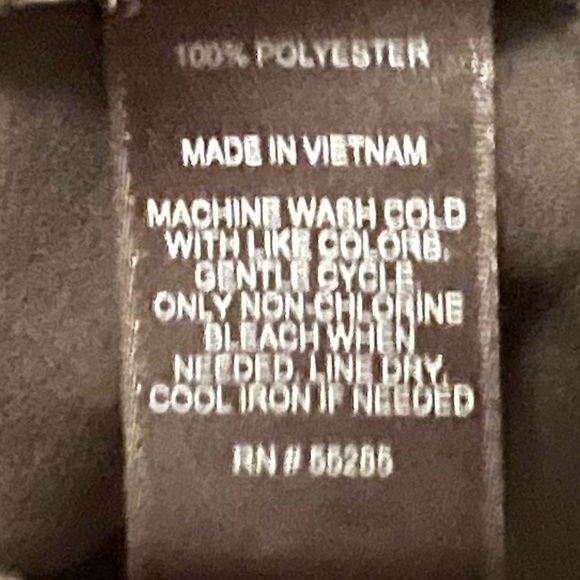 100% POLYESTER
MADE IN VIETNAM
MACHINE WASH COLD
WITH LIKE COLORS.
GENTLE CYCLE.
ONLY NON-CHLORINE
BLEACH WHEN
NEEDED. LINE DRY.
COOL IRON IF NEEDED
RN #